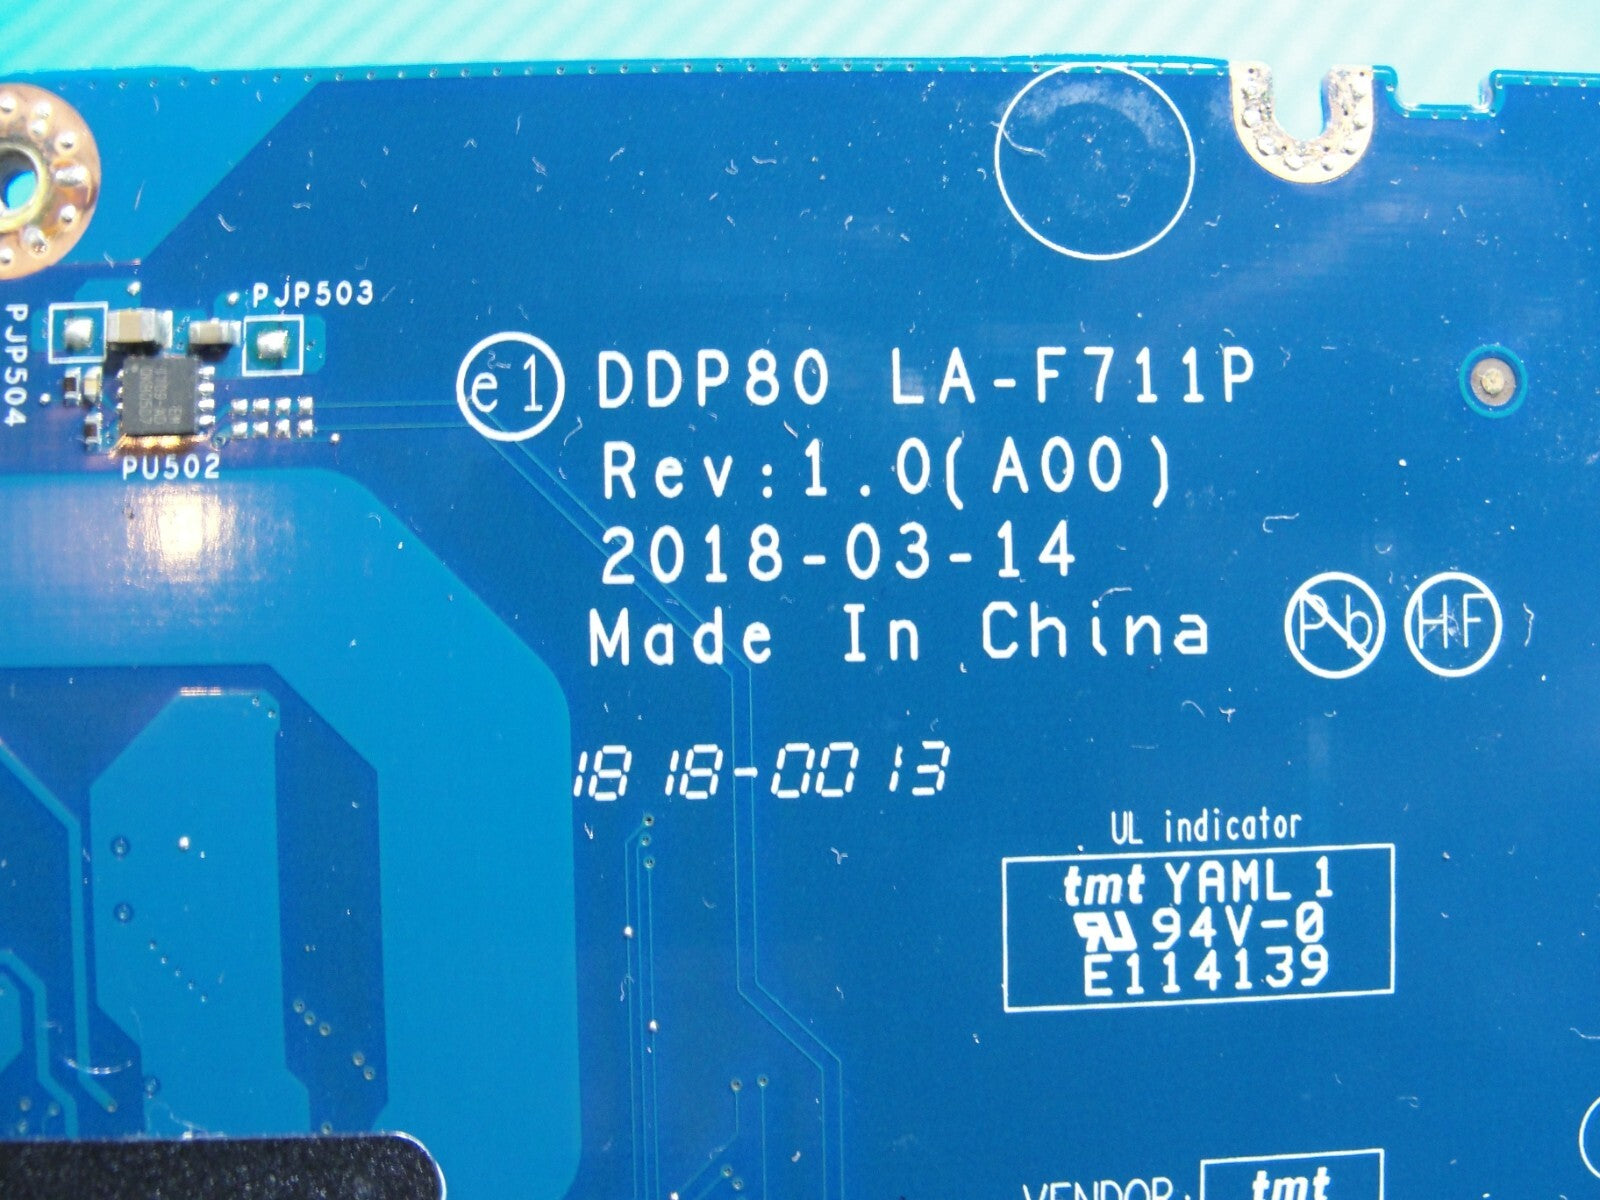 PJP503
PJP504
PU502
e1 DDP80 LA-F711P
Rev:1.0(A00)
2018-03-14
Made In China
Pb HF
1818-0013
UL indicator
tmt YAML 1
94V-0
E114139
VENDOR: tmt